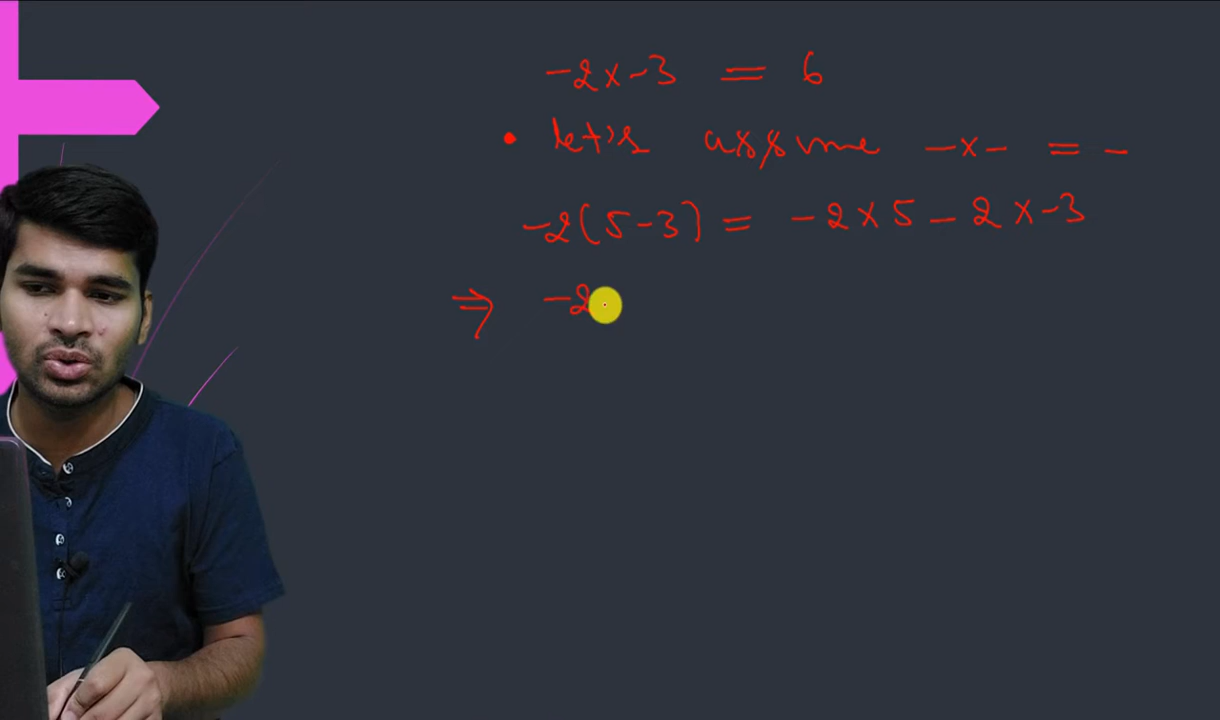 -2x-3 = 6
• let's assume -x- = -
-2(5-3) = -2x5-2x-3
⇒ -2